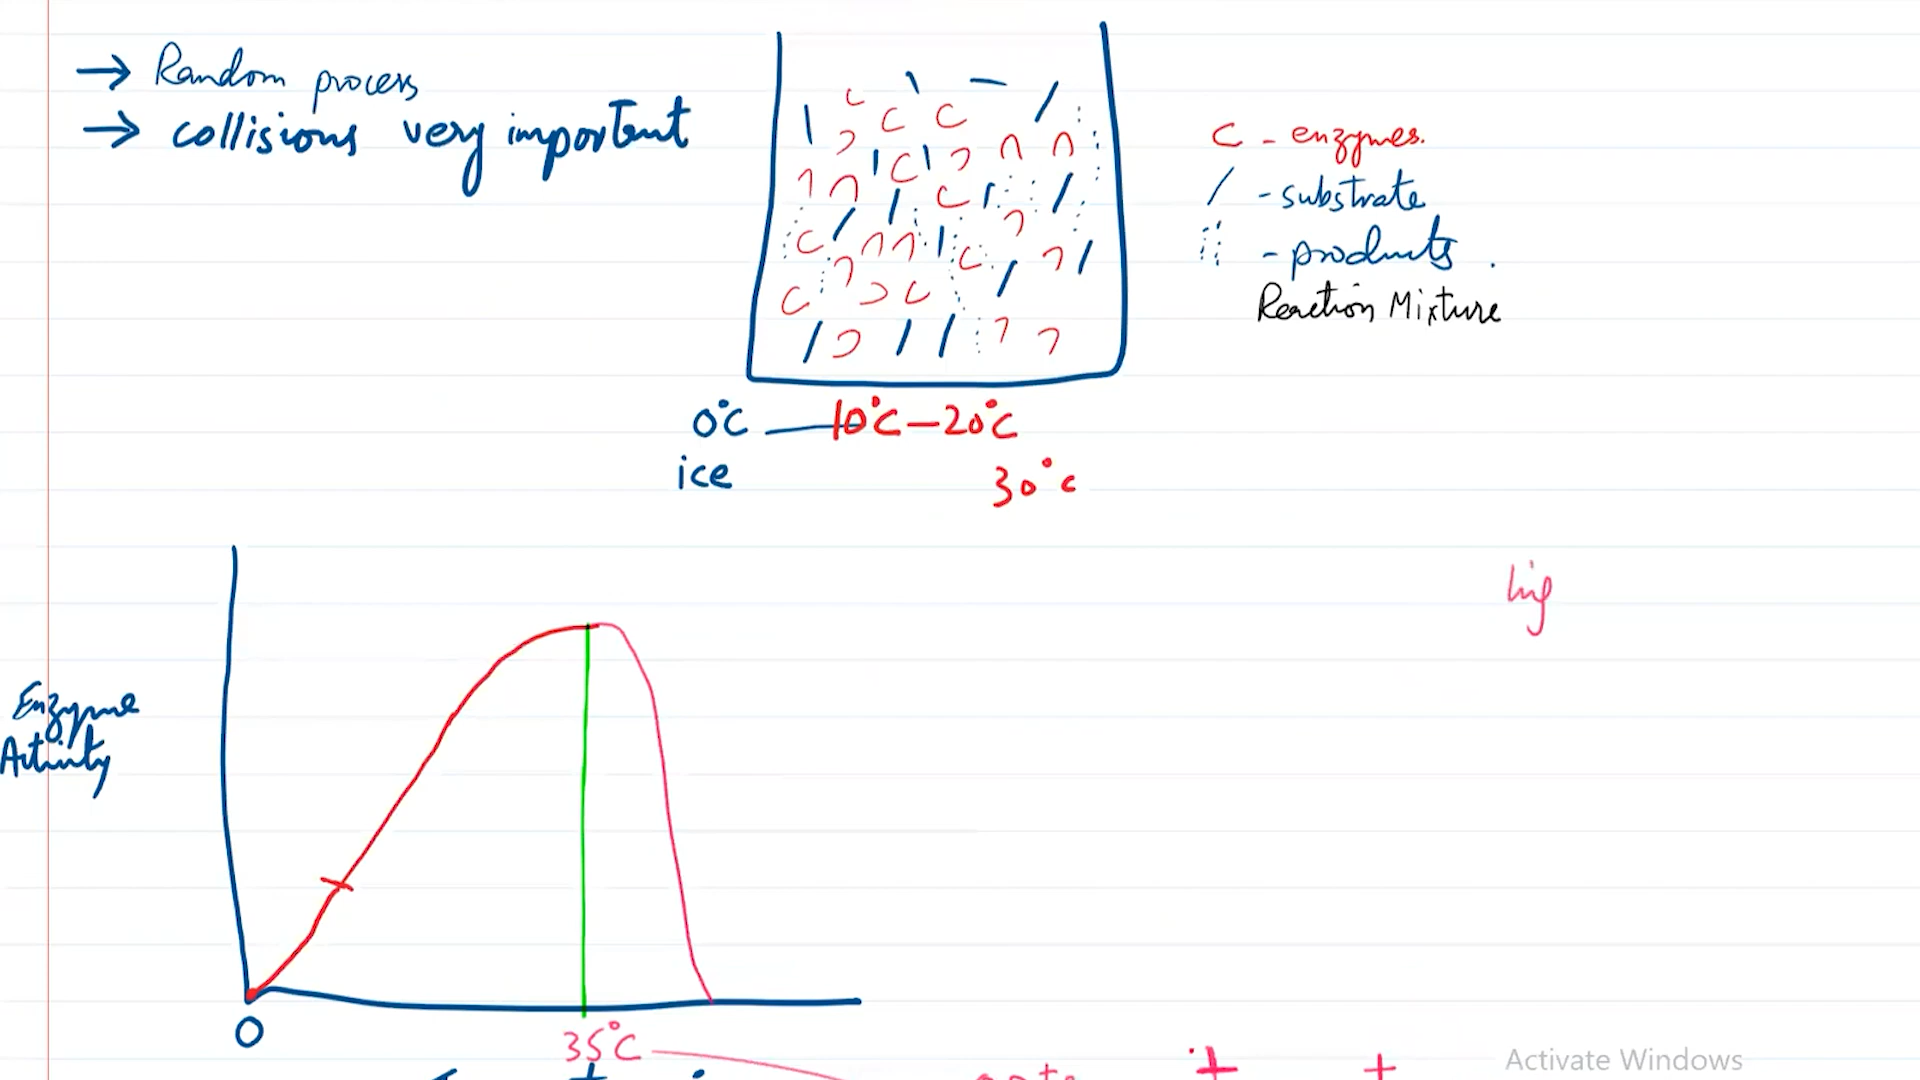 → Random process
→ collisions very important
c - enzymes.
/ - substrate
- products.
Reaction Mixture
0°C — 10°C – 20°C
ice
30°c
hig
Enzyme
Activity
0
35°C
Activate Windows